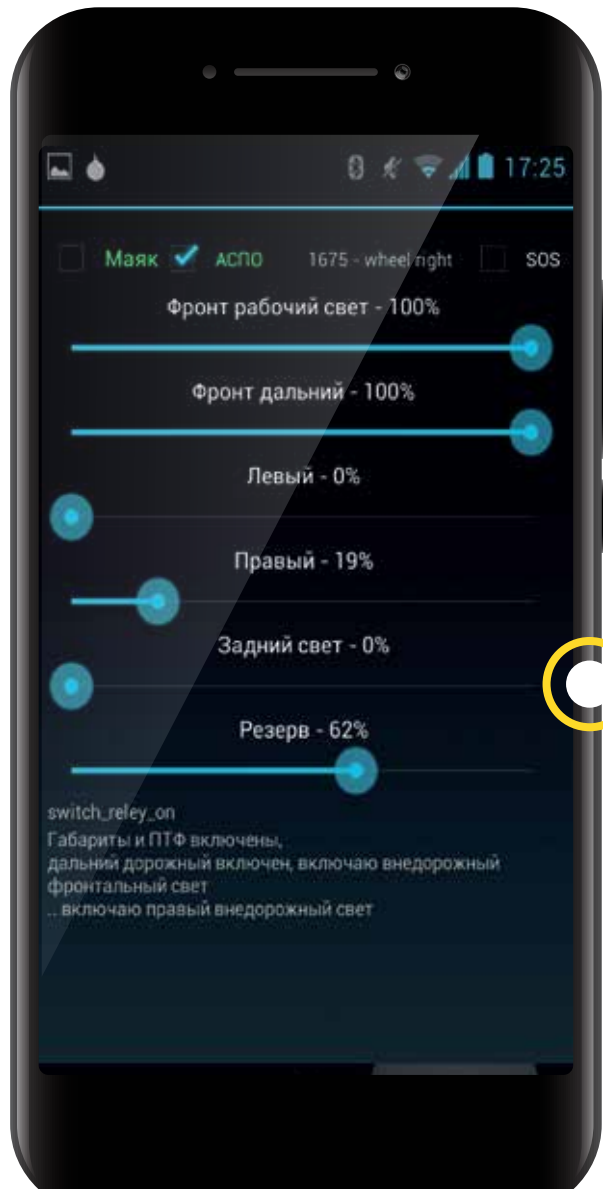 17:25
Маяк АСПО 1675 - wheel right SOS
Фронт рабочий свет - 100%
Фронт дальний - 100%
Левый - 0%
Правый - 19%
Задний свет - 0%
Резерв - 62%
switch_reley_on
Габариты и ПТФ включены,
дальний дорожный включен, включаю внедорожный
фронтальный свет
.. включаю правый внедорожный свет